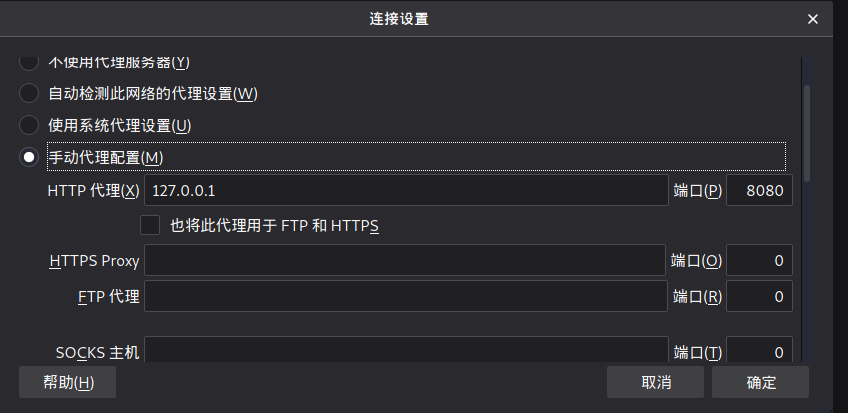 连接设置
不使用代理服务器(Y)
自动检测此网络的代理设置(W)
使用系统代理设置(U)
手动代理配置(M)
HTTP 代理(X) 127.0.0.1 端口(P) 8080
也将此代理用于 FTP 和 HTTPS
HTTPS Proxy 端口(O) 0
FTP 代理 端口(R) 0
SOCKS 主机 端口(T) 0
帮助(H) 取消 确定